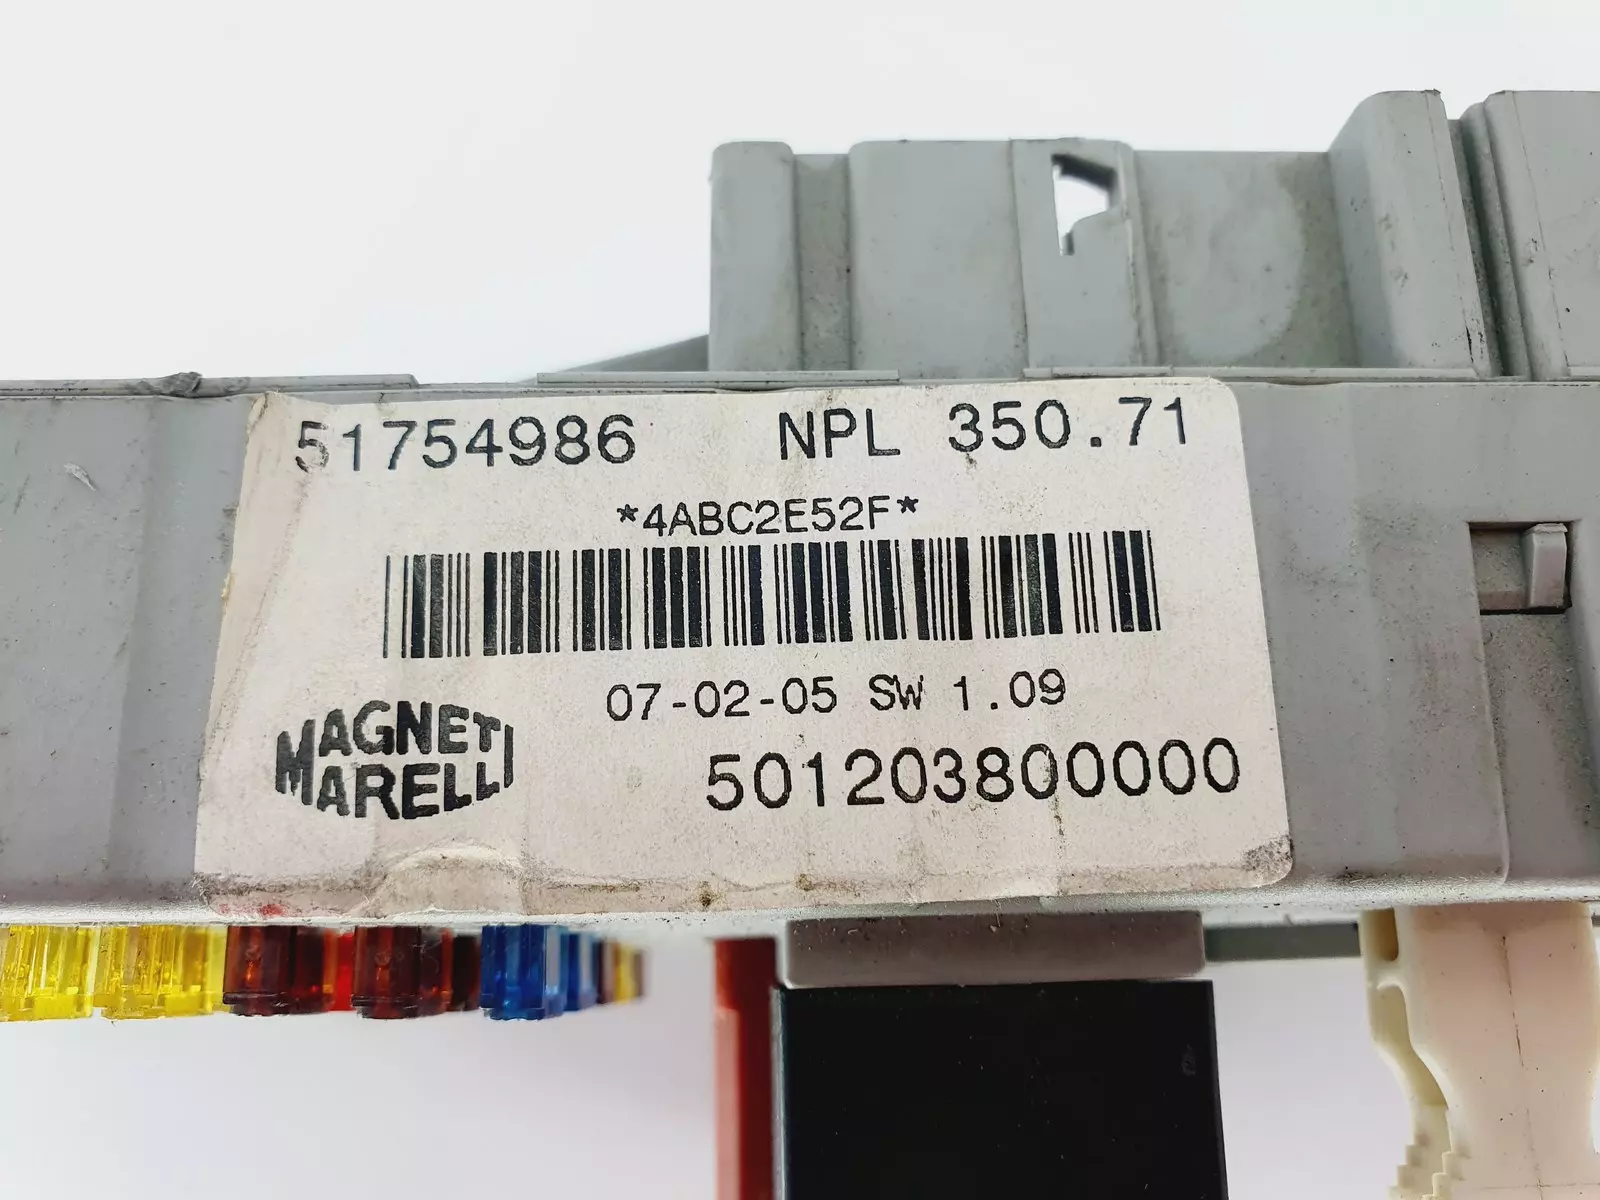 51754986 NPL 350.71
*4ABC2E52F*
07-02-05 SW 1.09
MAGNETI
MARELLI
501203800000